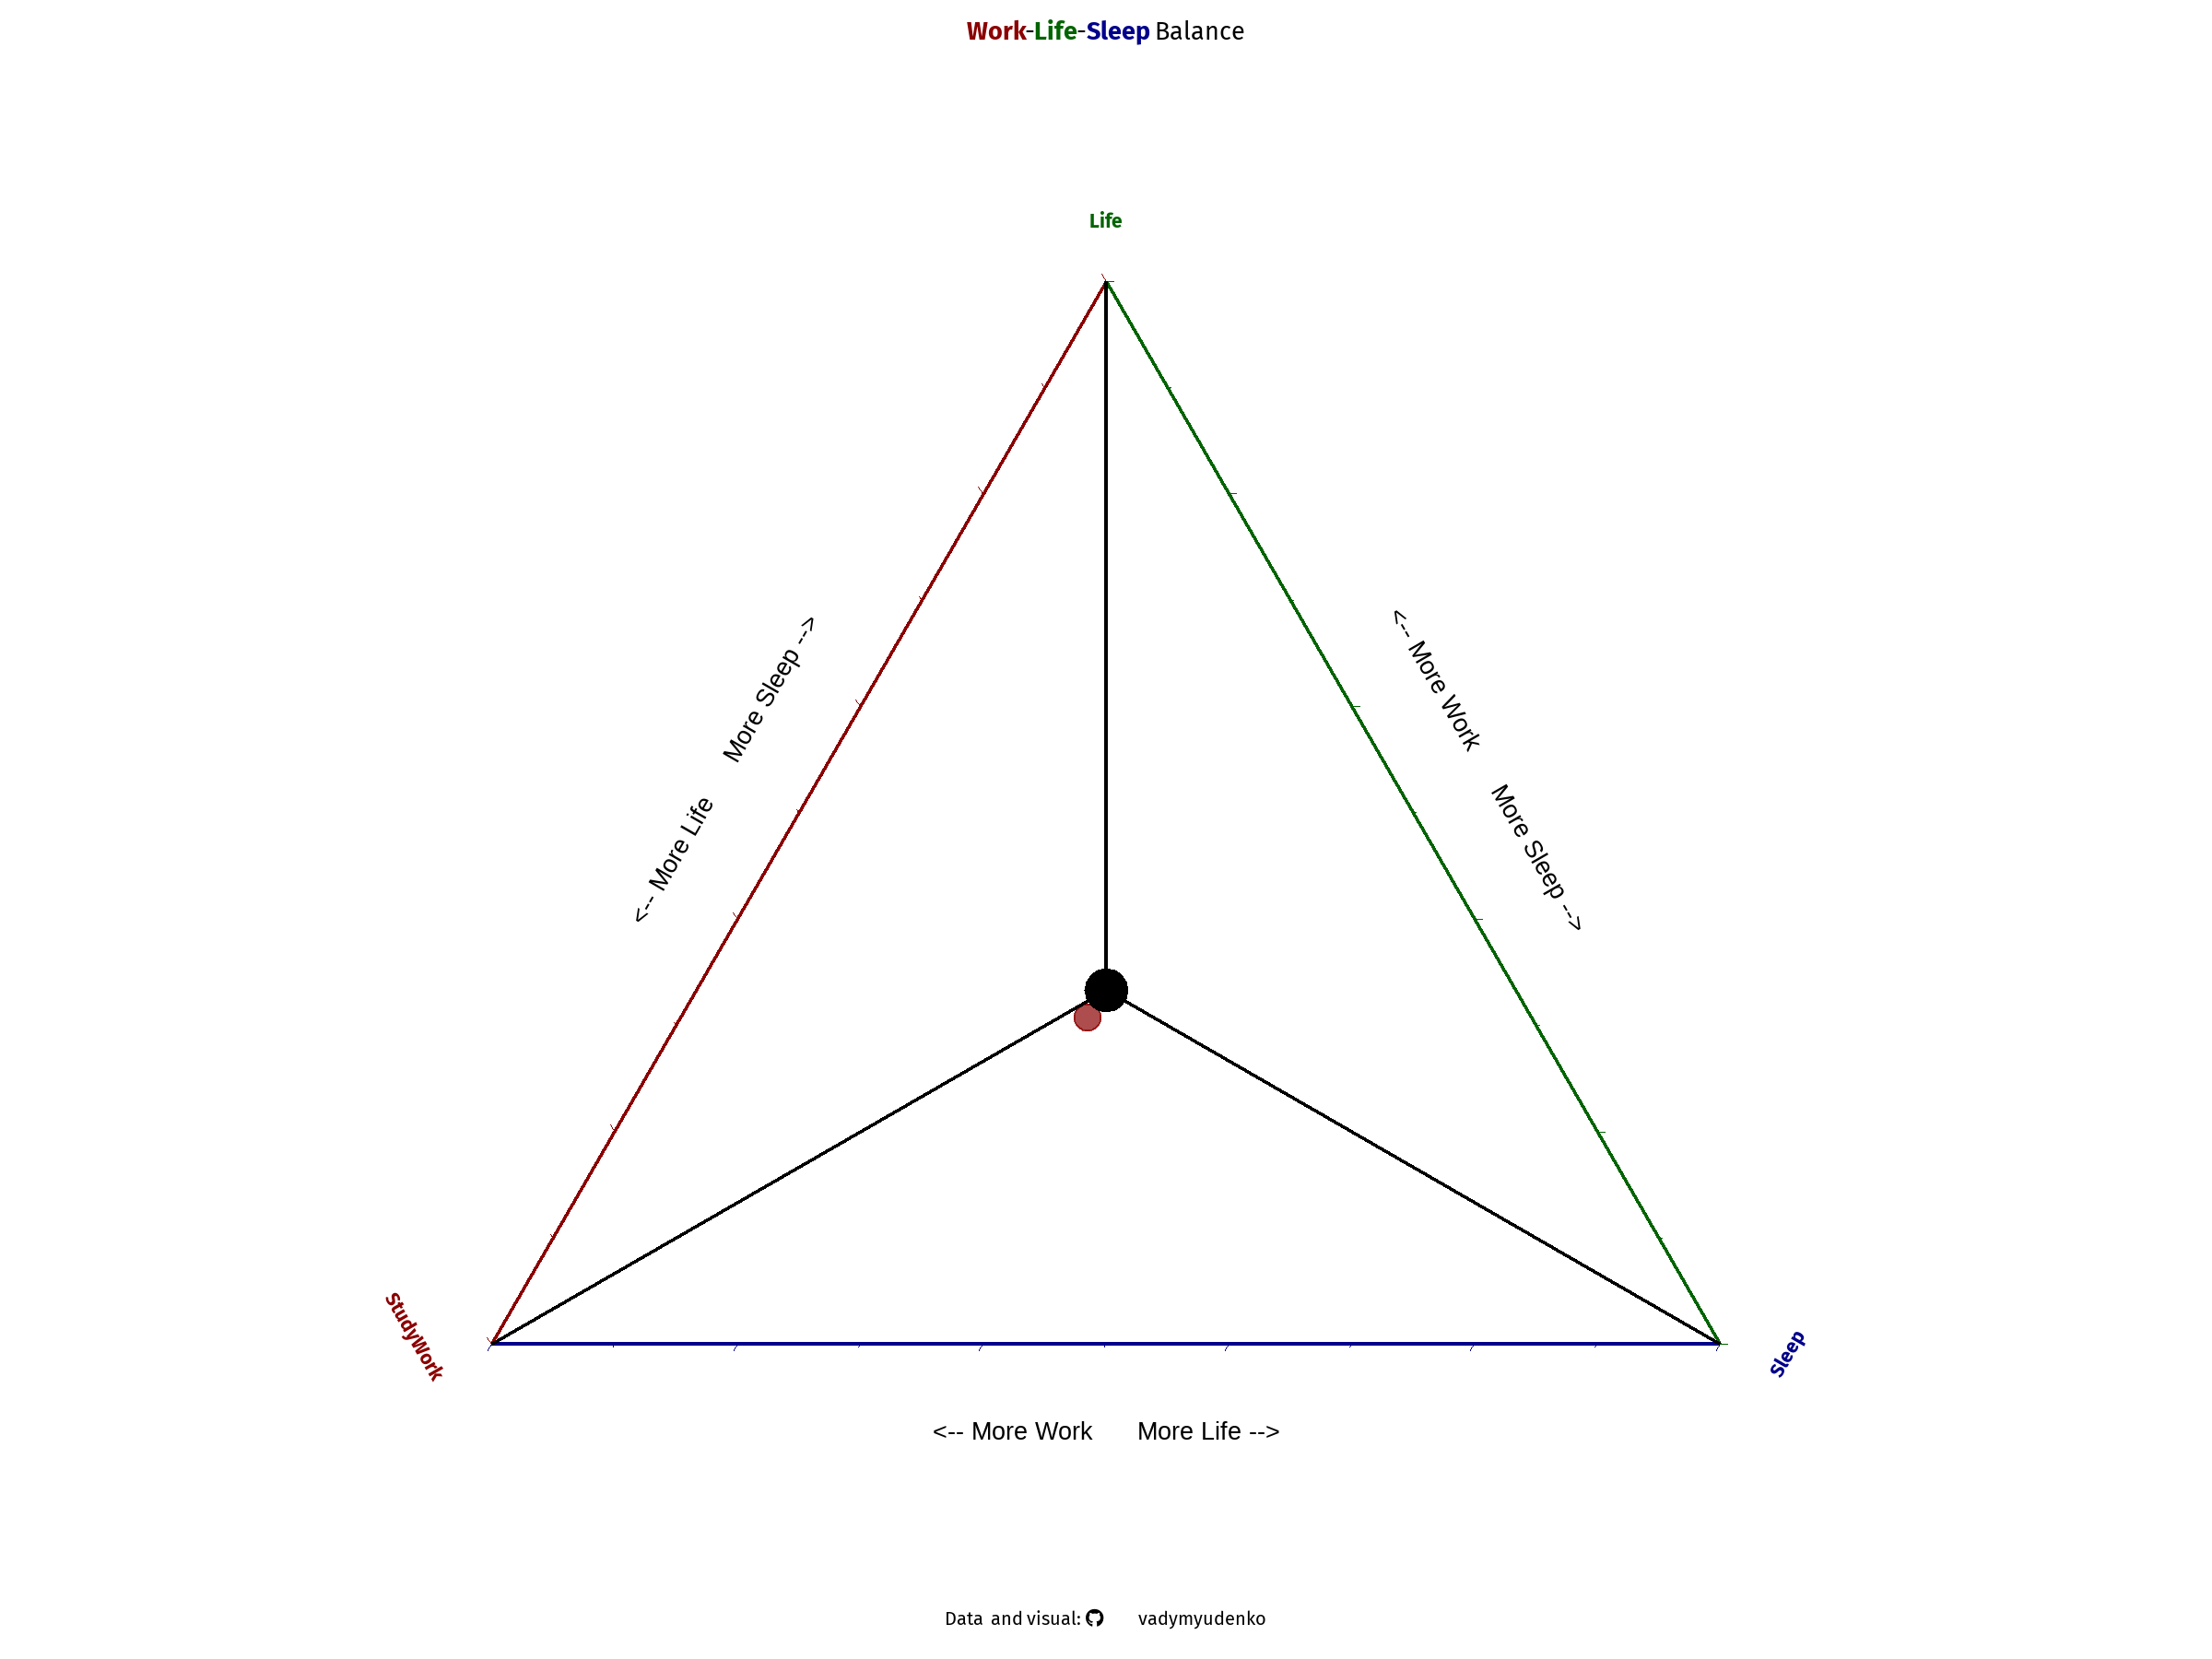 Work-Life-Sleep Balance
Life
<-- More Life More Sleep -->
<-- More Work More Sleep -->
StudyWork
Sleep
<-- More Work More Life -->
Data and visual: vadymyudenko